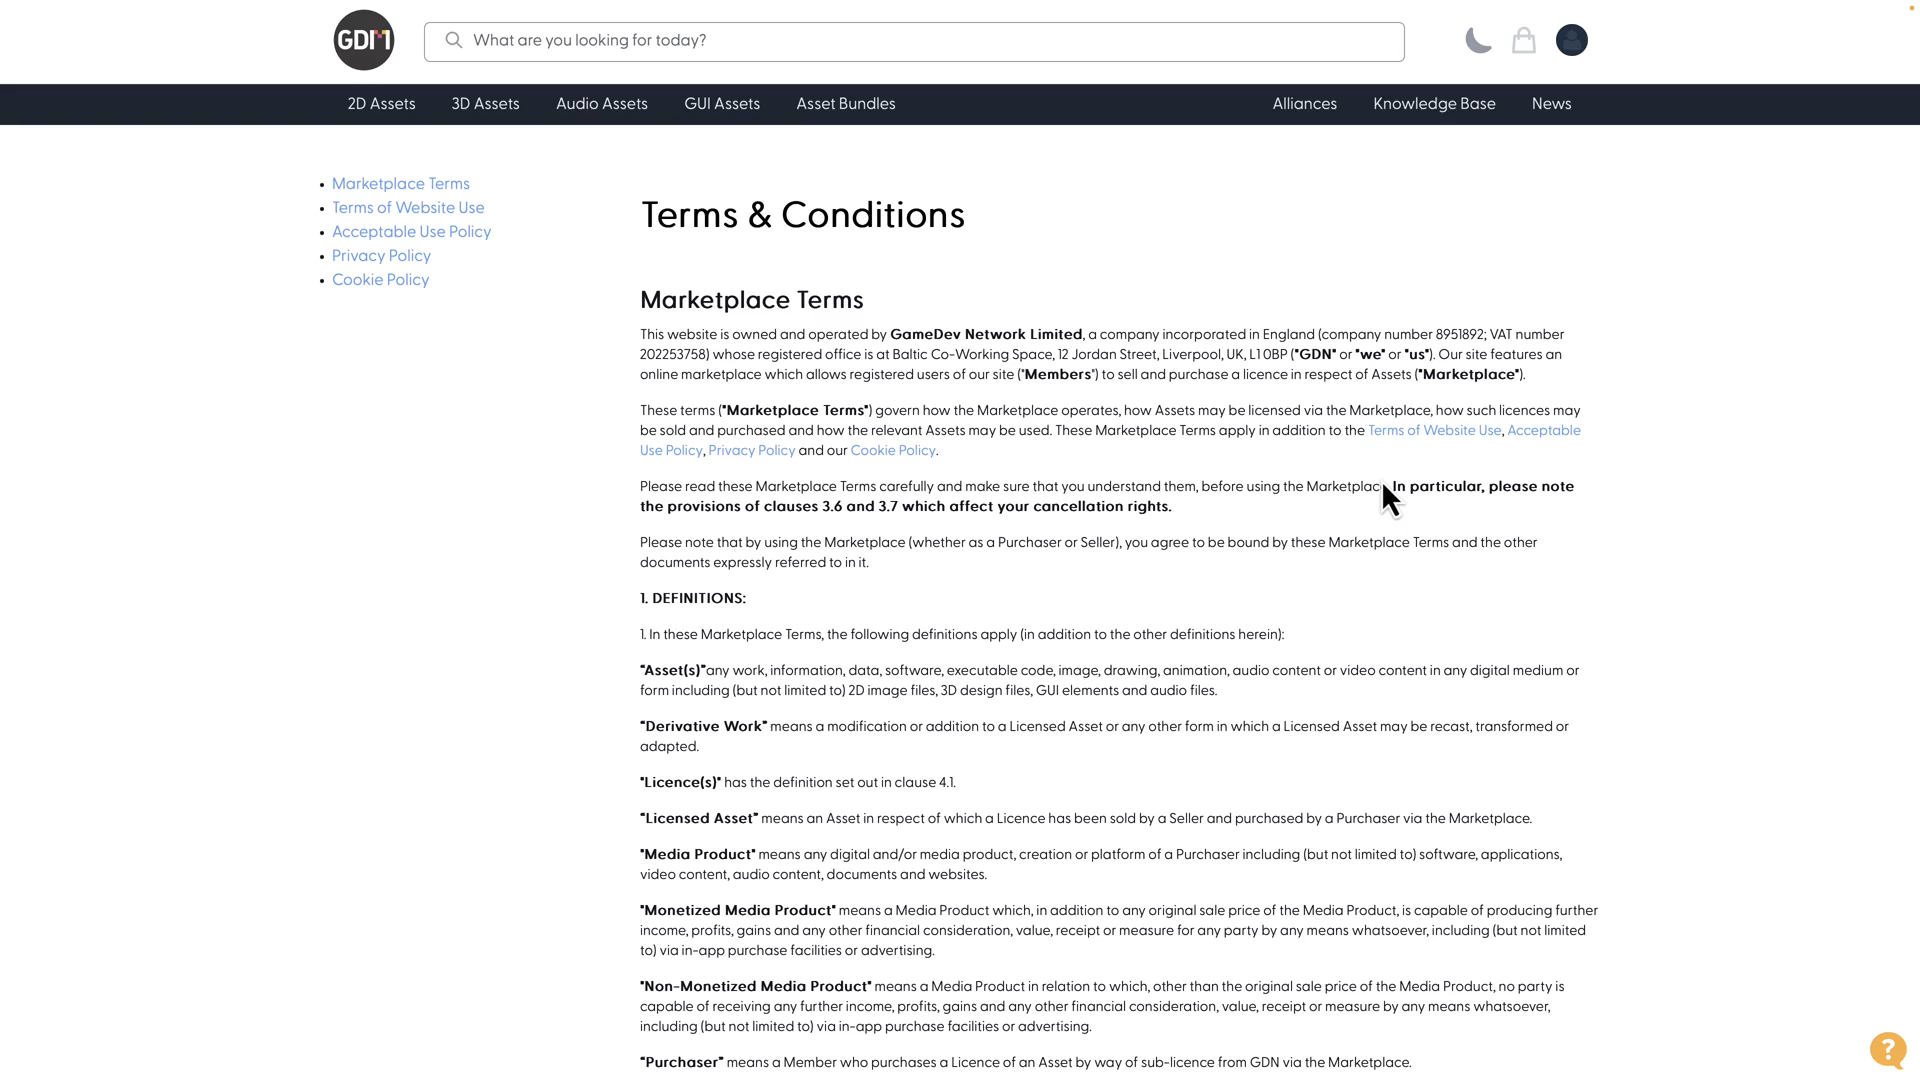 GDM
What are you looking for today?
2D Assets
3D Assets
Audio Assets
GUI Assets
Asset Bundles
Alliances
Knowledge Base
News
• Marketplace Terms
• Terms of Website Use
• Acceptable Use Policy
• Privacy Policy
• Cookie Policy
Terms & Conditions
Marketplace Terms
This website is owned and operated by GameDev Network Limited, a company incorporated in England (company number 8951892; VAT number
202253758) whose registered office is at Baltic Co-Working Space, 12 Jordan Street, Liverpool, UK, L1 0BP ("GDN" or "we" or "us"). Our site features an
online marketplace which allows registered users of our site ("Members") to sell and purchase a licence in respect of Assets ("Marketplace").
These terms ("Marketplace Terms") govern how the Marketplace operates, how Assets may be licensed via the Marketplace, how such licences may
be sold and purchased and how the relevant Assets may be used. These Marketplace Terms apply in addition to the Terms of Website Use, Acceptable
Use Policy, Privacy Policy and our Cookie Policy.
Please read these Marketplace Terms carefully and make sure that you understand them, before using the Marketplac In particular, please note
the provisions of clauses 3.6 and 3.7 which affect your cancellation rights.
Please note that by using the Marketplace (whether as a Purchaser or Seller), you agree to be bound by these Marketplace Terms and the other
documents expressly referred to in it.
1. DEFINITIONS:
1. In these Marketplace Terms, the following definitions apply (in addition to the other definitions herein):
“Asset(s)”any work, information, data, software, executable code, image, drawing, animation, audio content or video content in any digital medium or
form including (but not limited to) 2D image files, 3D design files, GUI elements and audio files.
“Derivative Work” means a modification or addition to a Licensed Asset or any other form in which a Licensed Asset may be recast, transformed or
adapted.
"Licence(s)" has the definition set out in clause 4.1.
“Licensed Asset” means an Asset in respect of which a Licence has been sold by a Seller and purchased by a Purchaser via the Marketplace.
"Media Product" means any digital and/or media product, creation or platform of a Purchaser including (but not limited to) software, applications,
video content, audio content, documents and websites.
"Monetized Media Product" means a Media Product which, in addition to any original sale price of the Media Product, is capable of producing further
income, profits, gains and any other financial consideration, value, receipt or measure for any party by any means whatsoever, including (but not limited
to) via in-app purchase facilities or advertising.
"Non-Monetized Media Product" means a Media Product in relation to which, other than the original sale price of the Media Product, no party is
capable of receiving any further income, profits, gains and any other financial consideration, value, receipt or measure by any means whatsoever,
including (but not limited to) via in-app purchase facilities or advertising.
“Purchaser” means a Member who purchases a Licence of an Asset by way of sub-licence from GDN via the Marketplace.
?